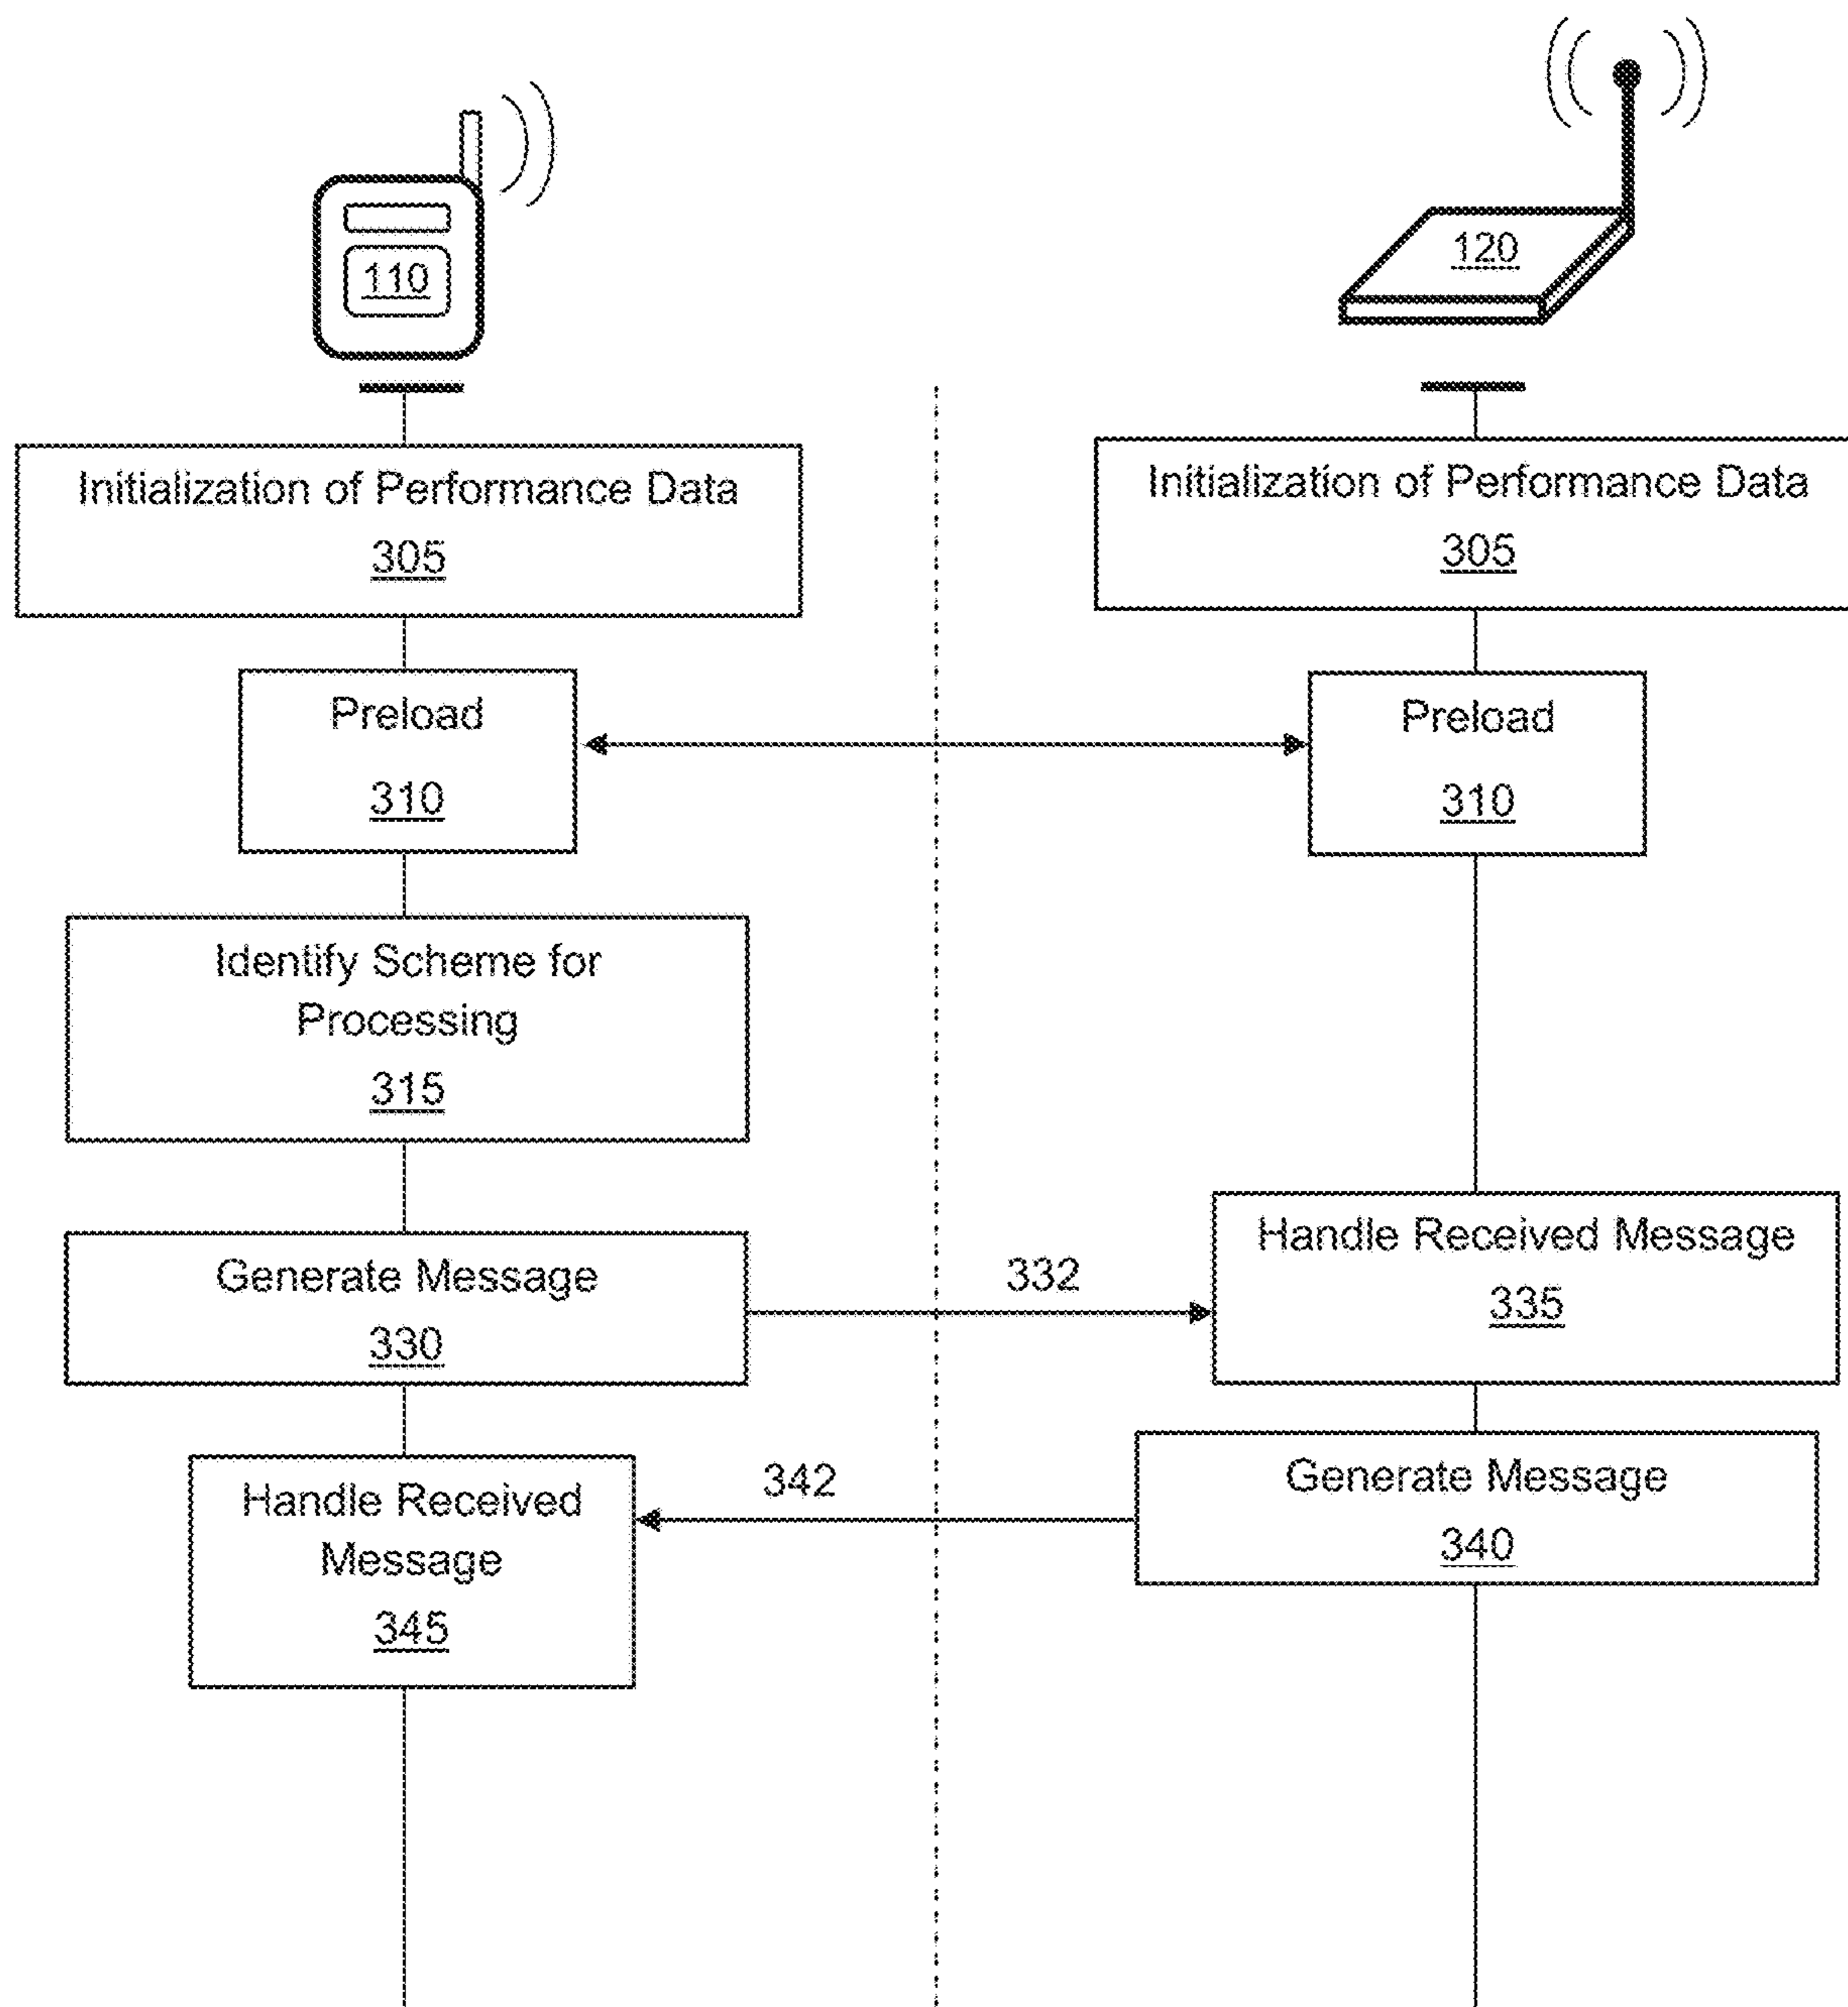 110
120
Initialization of Performance Data
305
Initialization of Performance Data
305
Preload
310
Preload
310
Identify Scheme for
Processing
315
Generate Message
330
332
Handle Received Message
335
Handle Received
Message
345
342
Generate Message
340